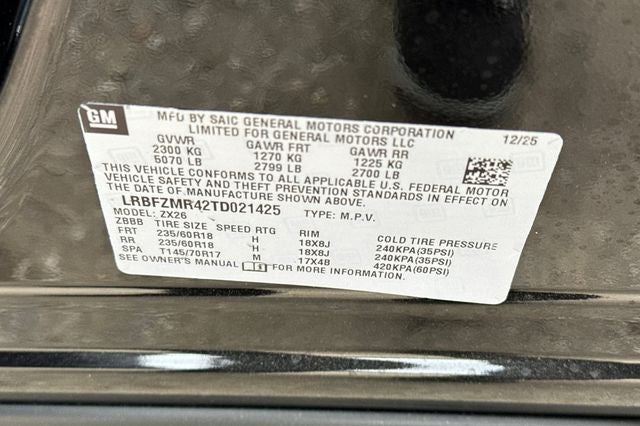 GM
MFD BY SAIC GENERAL MOTORS CORPORATION
LIMITED FOR GENERAL MOTORS LLC
12/25
GVWR GAWR FRT GAWR RR
2300 KG 1270 KG 1225 KG
5070 LB 2799 LB 2700 LB
THIS VEHICLE CONFORMS TO ALL APPLICABLE U.S. FEDERAL MOTOR
VEHICLE SAFETY AND THEFT PREVENTION STANDARDS IN EFFECT ON
THE DATE OF MANUFACTURE SHOWN ABOVE.
LRBFZMR42TD021425 TYPE: M.P.V.
MODEL: ZX26
ZBBB TIRE SIZE SPEED RTG RIM COLD TIRE PRESSURE
FRT 235/60R18 H 18X8J 240KPA(35PSI)
RR 235/60R18 H 18X8J 240KPA(35PSI)
SPA T145/70R17 M 17X4B 420KPA(60PSI)
SEE OWNER'S MANUAL FOR MORE INFORMATION.